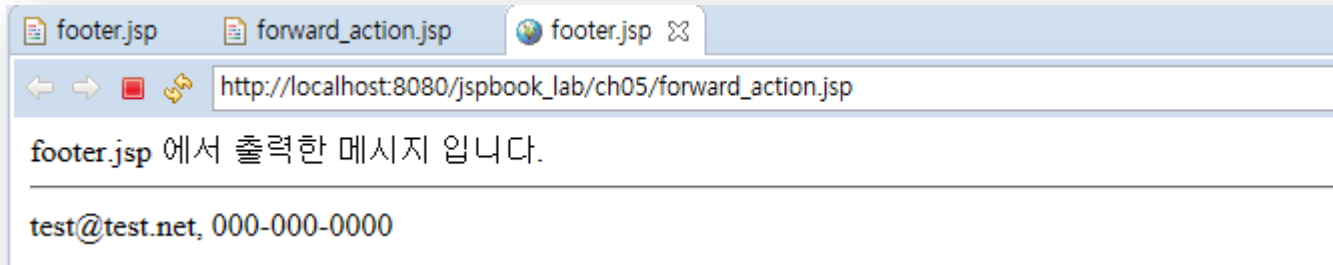 footer.jsp forward_action.jsp footer.jsp
http://localhost:8080/jspbook_lab/ch05/forward_action.jsp
footer.jsp 에서 출력한 메시지 입니다.
test@test.net, 000-000-0000